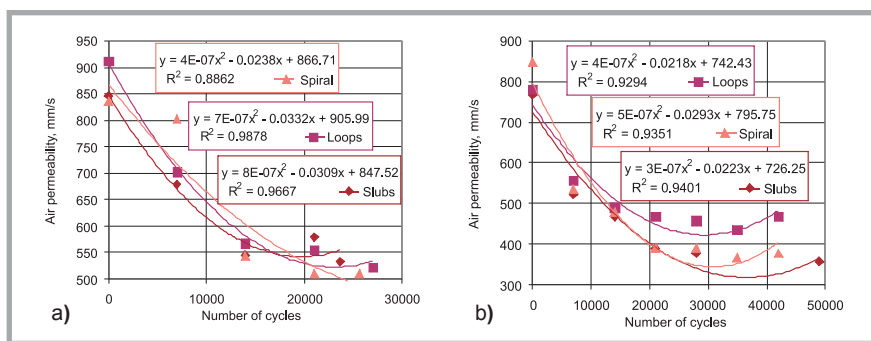 950
900
850
800
750
700
650
600
550
500
Air permeability, mm/s
y = 4E-07x² - 0.0238x + 866.71
R² = 0.8862
Spiral
y = 7E-07x² - 0.0332x + 905.99
R² = 0.9878
Loops
y = 8E-07x² - 0.0309x + 847.52
R² = 0.9667
Slubs
0
10000
20000
30000
a)
Number of cycles
900
800
700
600
500
400
300
Air permeability, mm/s
y = 4E-07x² - 0.0218x + 742.43
R² = 0.9294
Loops
y = 5E-07x² - 0.0293x + 795.75
R² = 0.9351
Spiral
y = 3E-07x² - 0.0223x + 726.25
R² = 0.9401
Slubs
0
10000
20000
30000
40000
50000
b)
Number of cycles